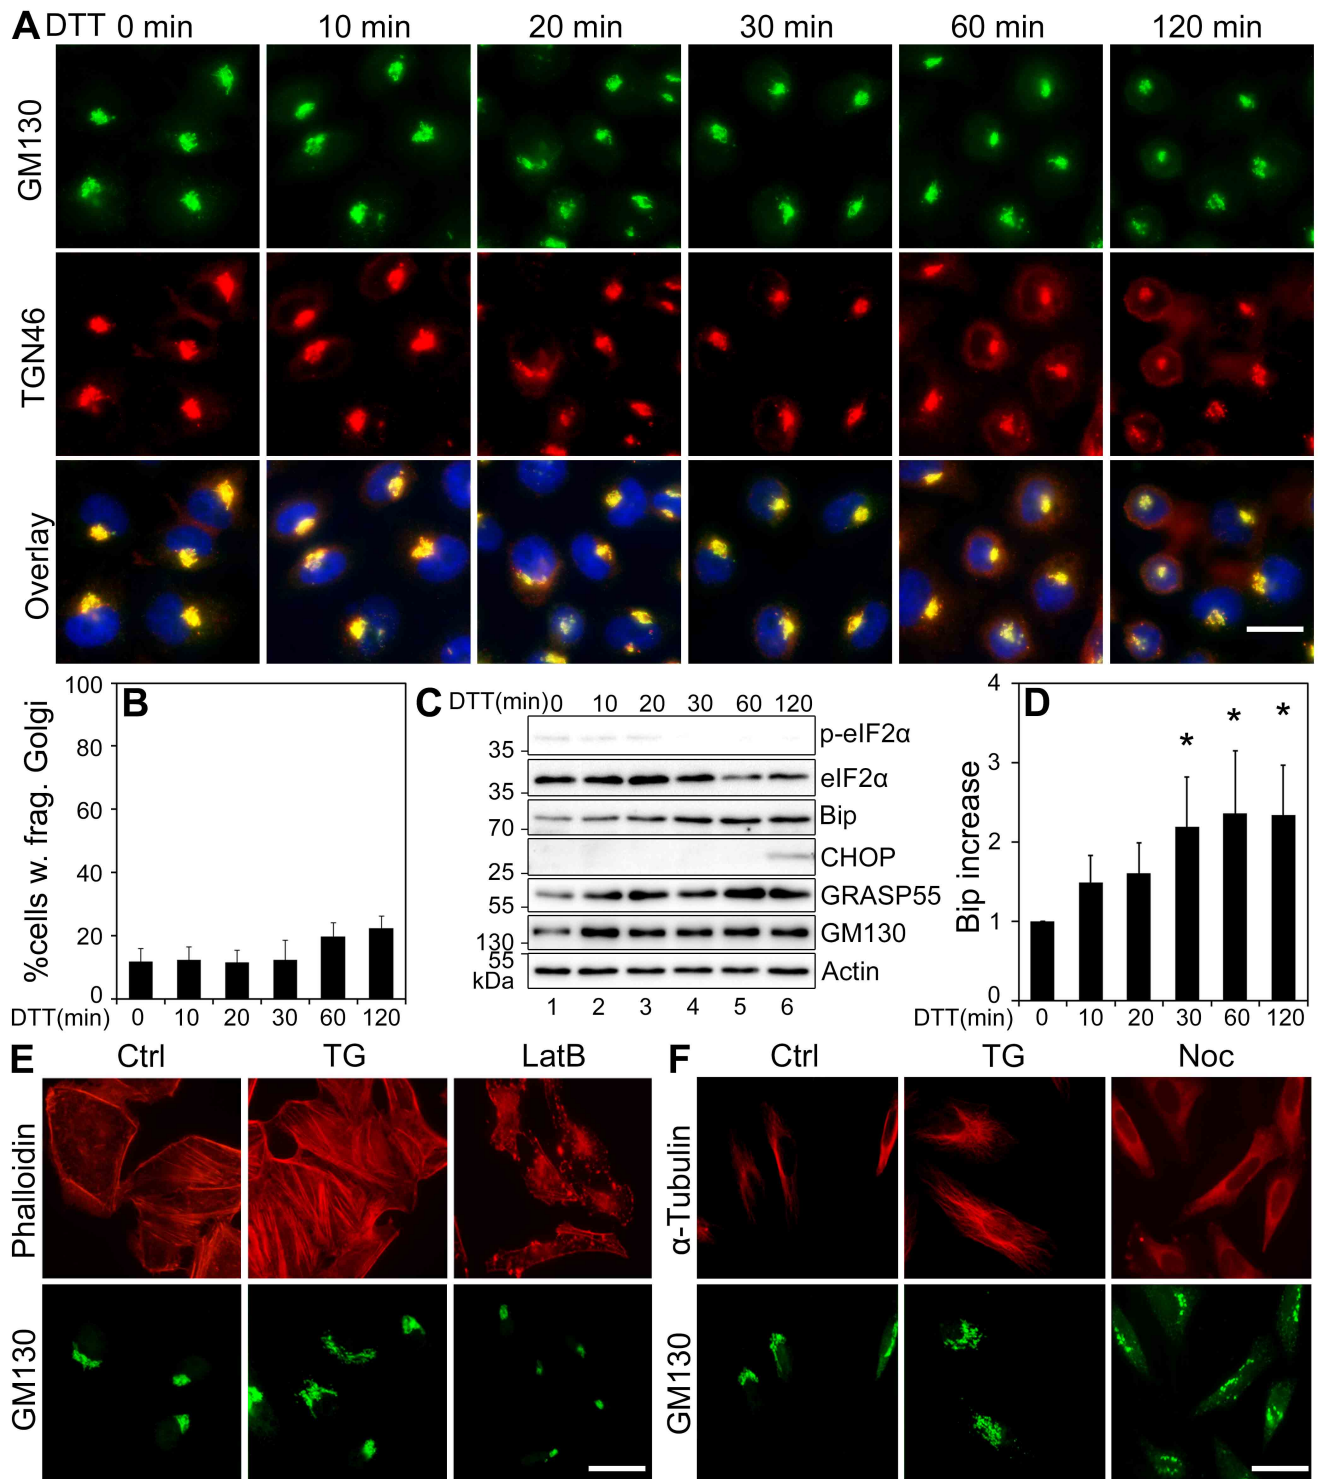 A DTT 0 min 10 min 20 min 30 min 60 min 120 min
GM130
TGN46
Overlay
B
%cells w. frag. Golgi
100
80
60
40
20
0
DTT(min) 0 10 20 30 60 120
C DTT(min) 0 10 20 30 60 120
35 p-eIF2α
35 eIF2α
70 Bip
25 CHOP
55 GRASP55
130 GM130
55
kDa Actin
1 2 3 4 5 6
D
Bip increase
4
3
2
1
0
* * *
DTT(min) 0 10 20 30 60 120
E Ctrl TG LatB
Phalloidin
GM130
F Ctrl TG Noc
α-Tubulin
GM130